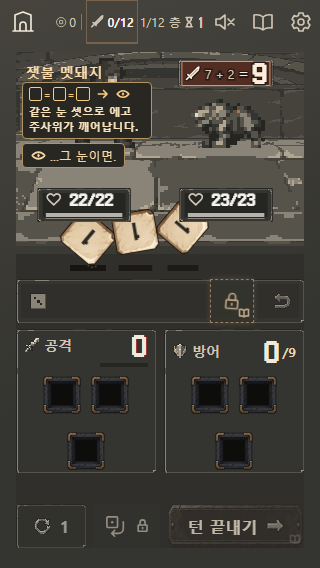 0 0/12 1/12 층 1
잿불 멧돼지
7 + 2 = 9
같은 눈 셋으로 에고
주사위가 깨어납니다.
...그 눈이면.
22/22 23/23
공격 0
방어 0/9
1
턴 끝내기